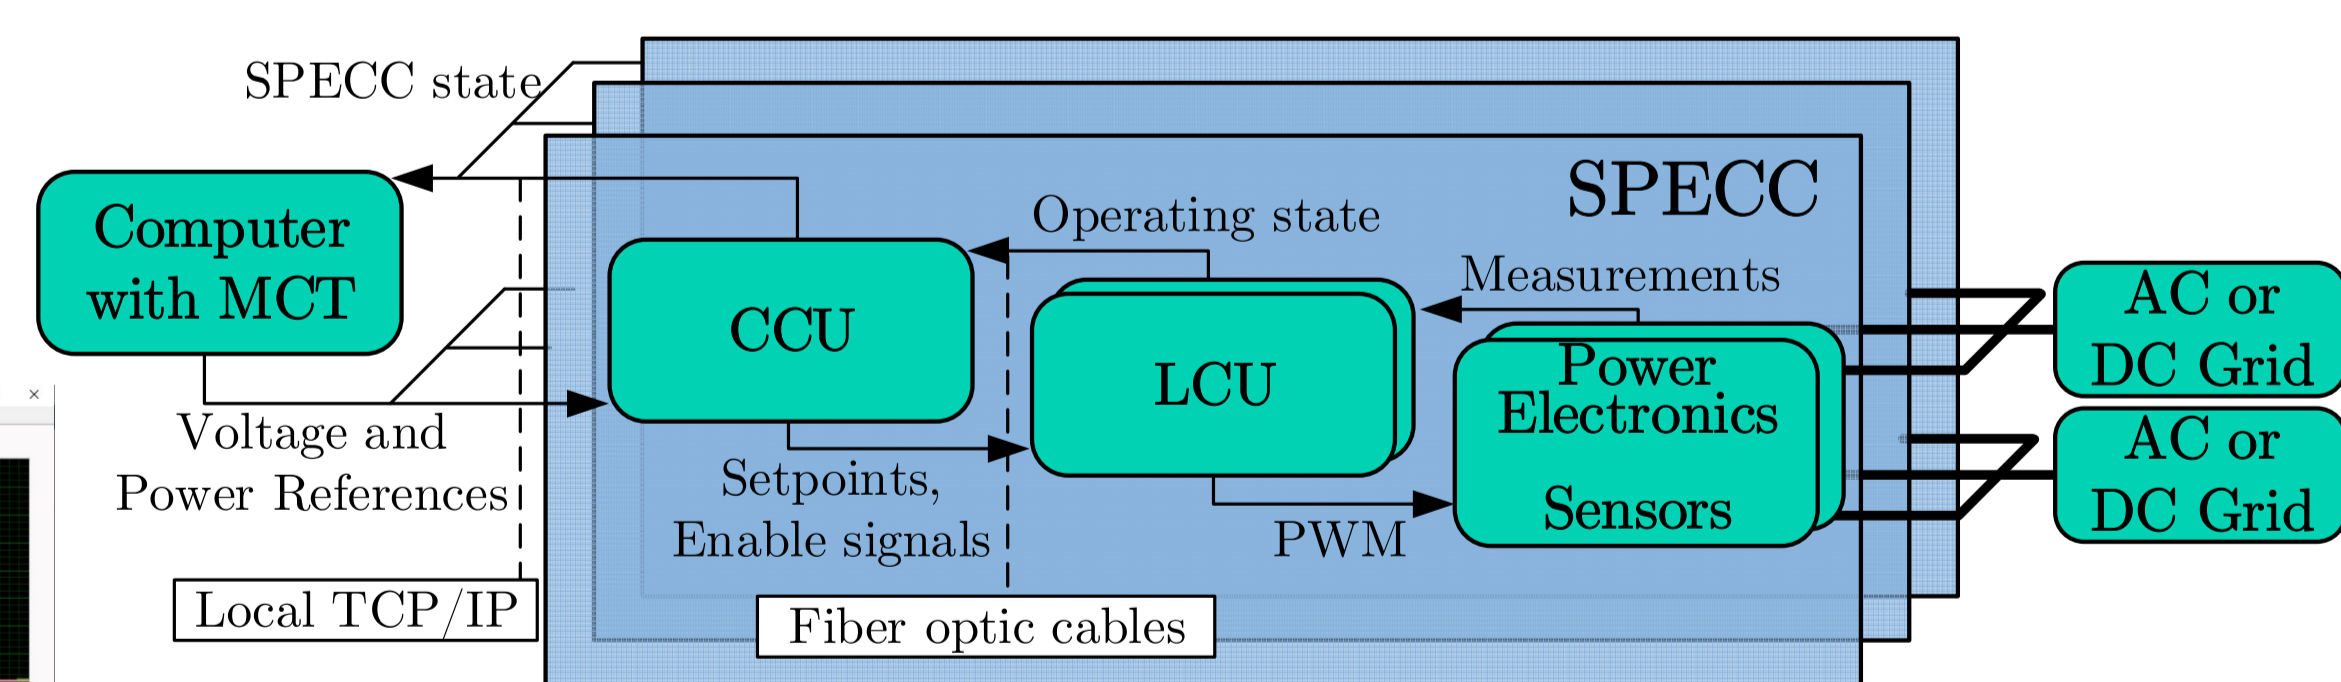 SPECC state
SPECC
Computer
with MCT
Operating state
Measurements
CCU
LCU
Power
Electronics
Sensors
AC or
DC Grid
AC or
DC Grid
Voltage and
Power References
Setpoints,
Enable signals
PWM
Local TCP/IP
Fiber optic cables